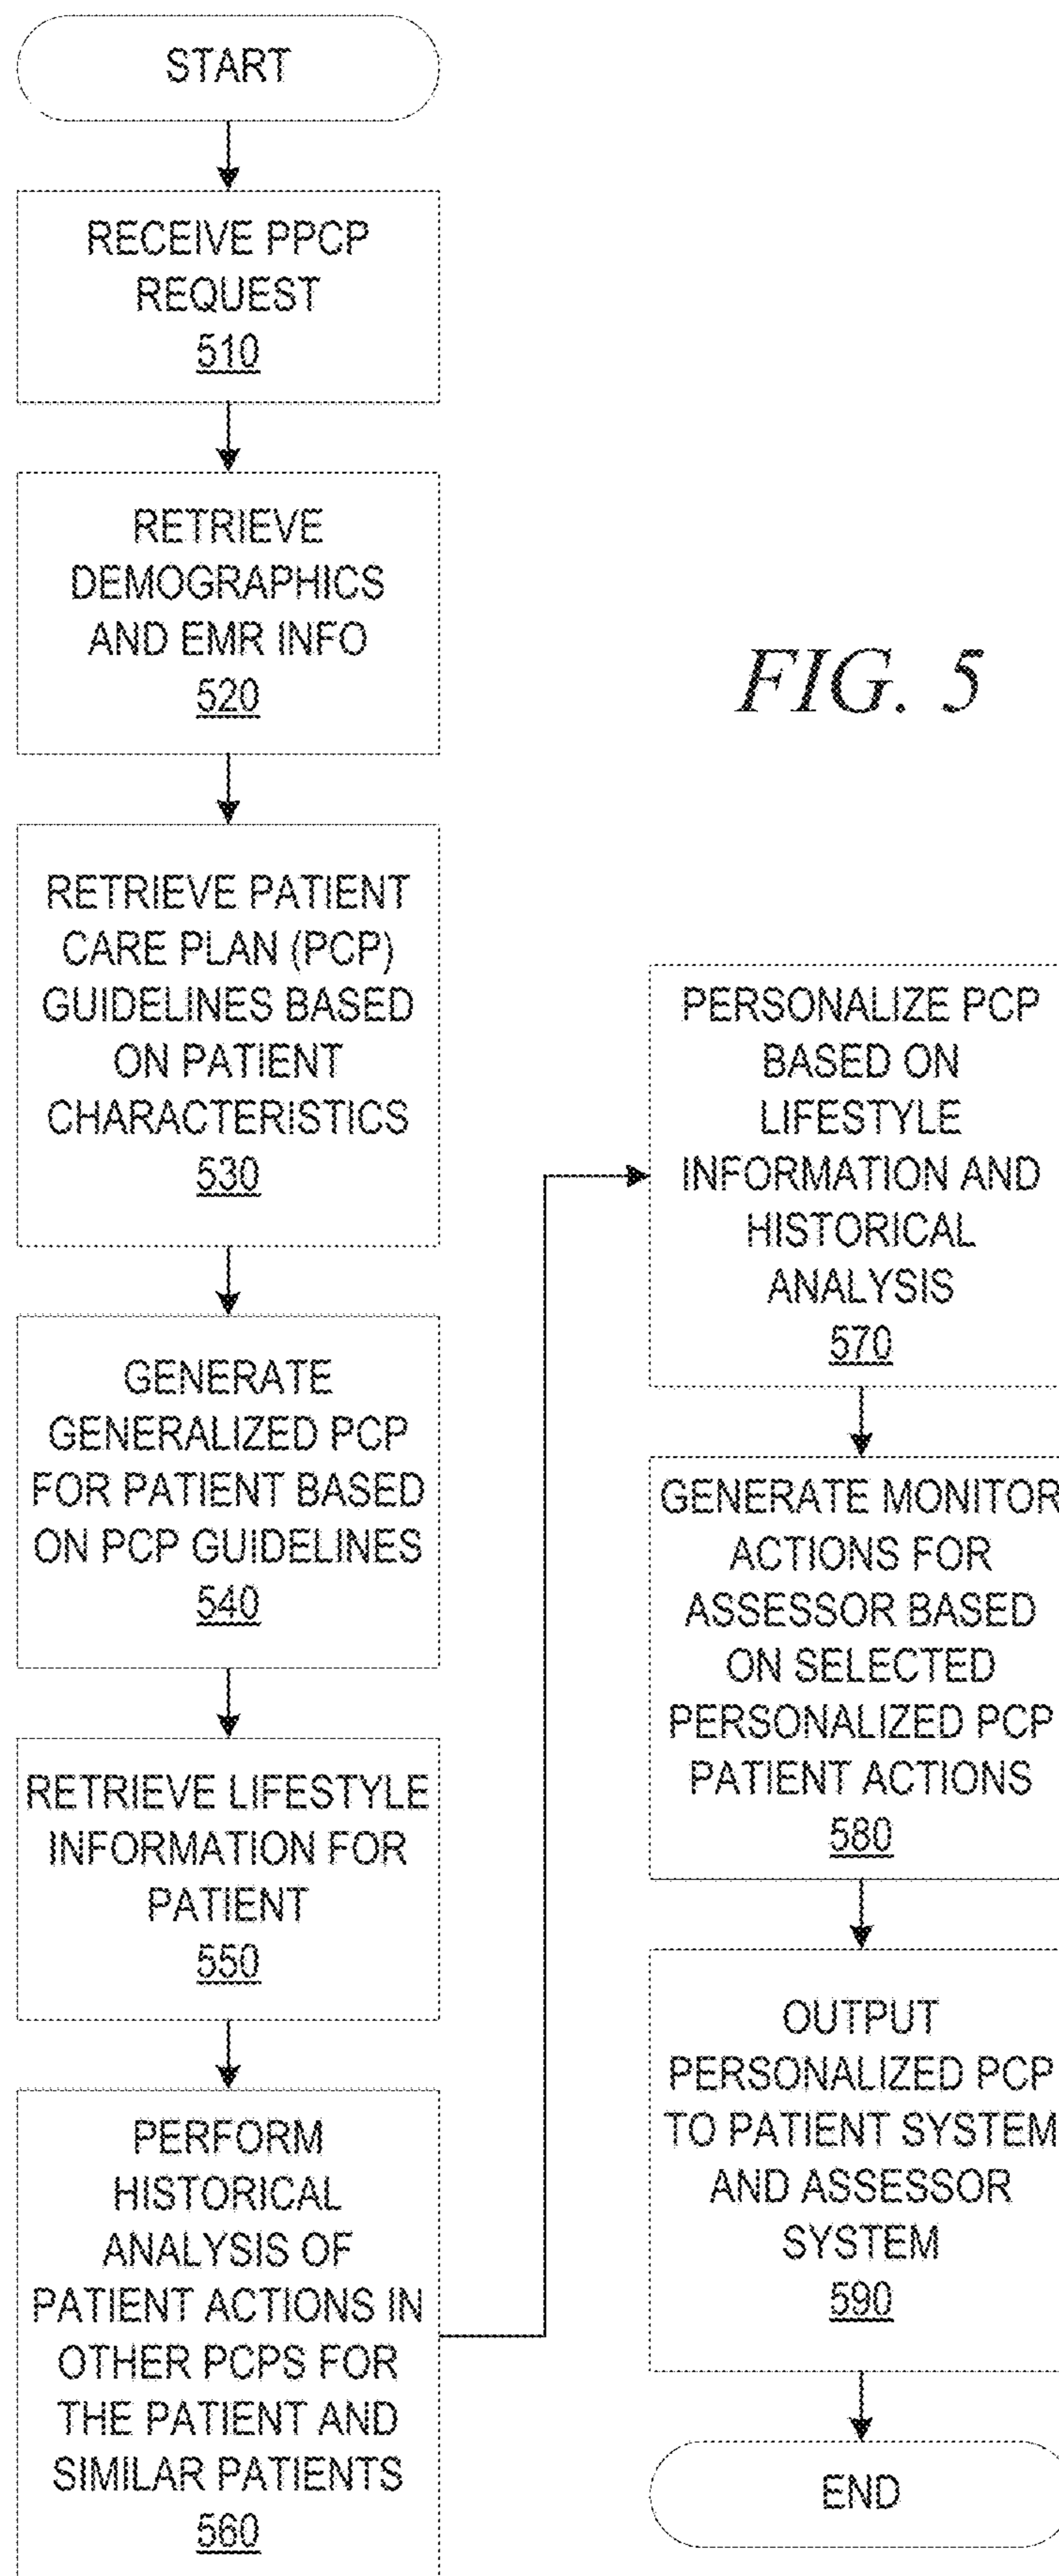 START
RECEIVE PPCP
REQUEST
510
RETRIEVE
DEMOGRAPHICS
AND EMR INFO
520
RETRIEVE PATIENT
CARE PLAN (PCP)
GUIDELINES BASED
ON PATIENT
CHARACTERISTICS
530
GENERATE
GENERALIZED PCP
FOR PATIENT BASED
ON PCP GUIDELINES
540
RETRIEVE LIFESTYLE
INFORMATION FOR
PATIENT
550
PERFORM
HISTORICAL
ANALYSIS OF
PATIENT ACTIONS IN
OTHER PCPS FOR
THE PATIENT AND
SIMILAR PATIENTS
560
FIG. 5
PERSONALIZE PCP
BASED ON
LIFESTYLE
INFORMATION AND
HISTORICAL
ANALYSIS
570
GENERATE MONITOR
ACTIONS FOR
ASSESSOR BASED
ON SELECTED
PERSONALIZED PCP
PATIENT ACTIONS
580
OUTPUT
PERSONALIZED PCP
TO PATIENT SYSTEM
AND ASSESSOR
SYSTEM
590
END